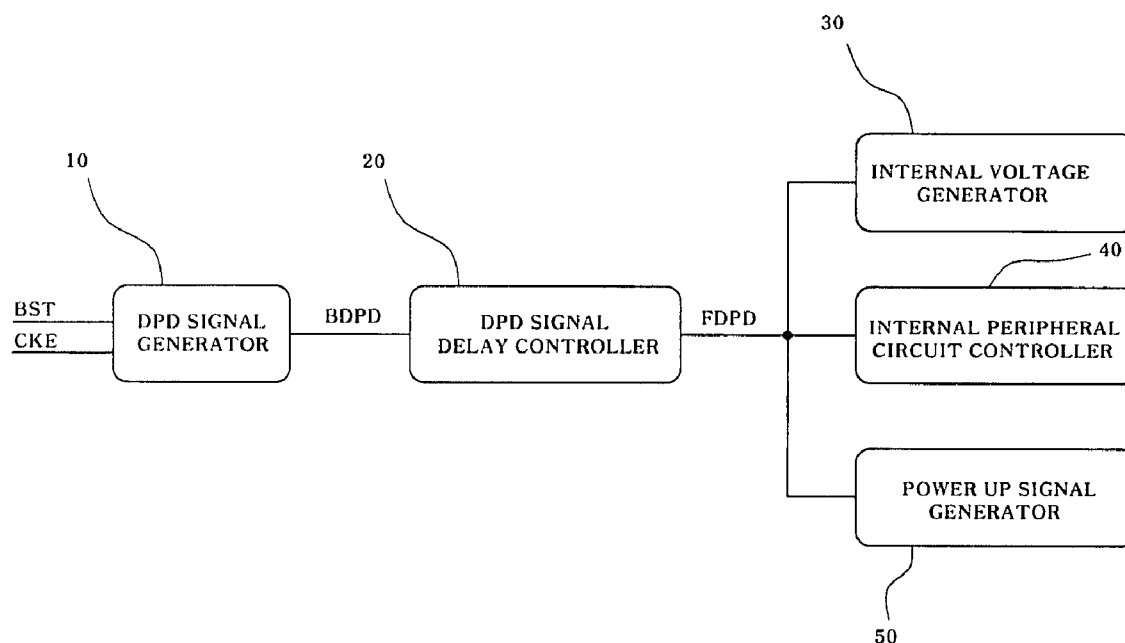 30
INTERNAL VOLTAGE
GENERATOR
10
20
40
BST
CKE
DPD SIGNAL
GENERATOR
BDPD
DPD SIGNAL
DELAY CONTROLLER
FDPD
INTERNAL PERIPHERAL
CIRCUIT CONTROLLER
POWER UP SIGNAL
GENERATOR
50